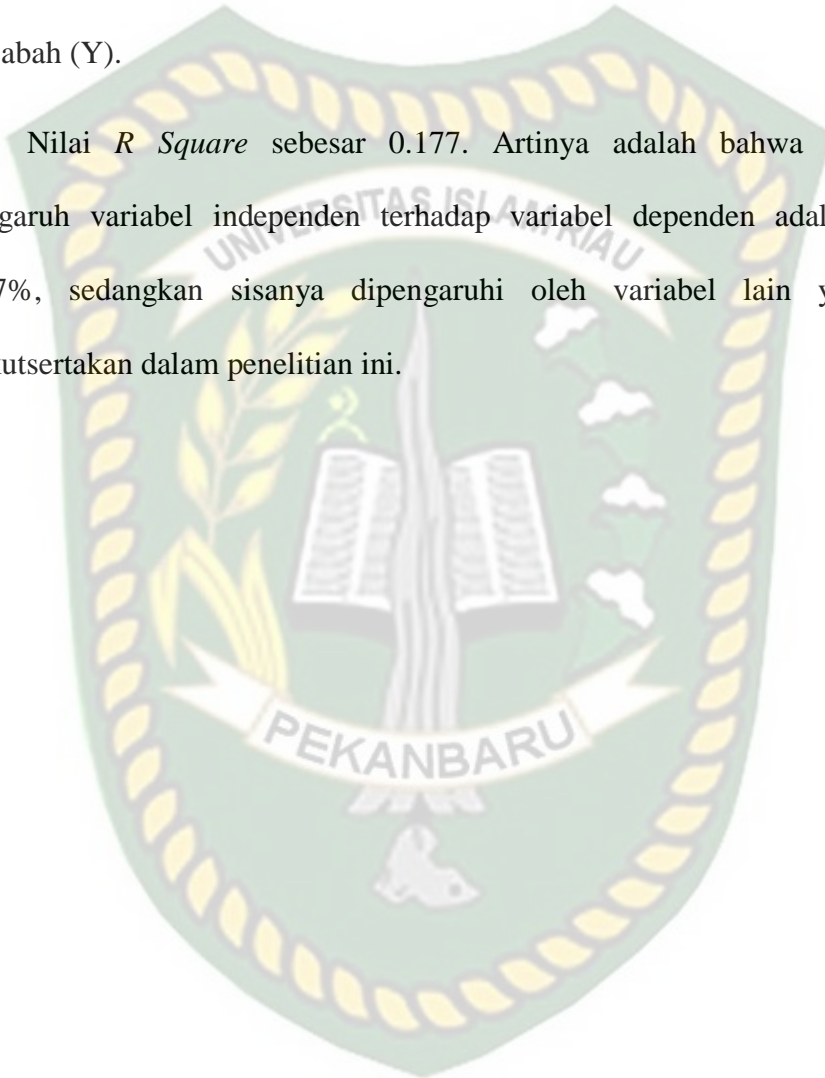 abah (Y).
Nilai R Square sebesar 0.177. Artinya adalah bahwa
garuh variabel independen terhadap variabel dependen adal
7%, sedangkan sisanya dipengaruhi oleh variabel lain y
utsertakan dalam penelitian ini.
UNIVERSITAS ISLAM RIAU
PEKANBARU